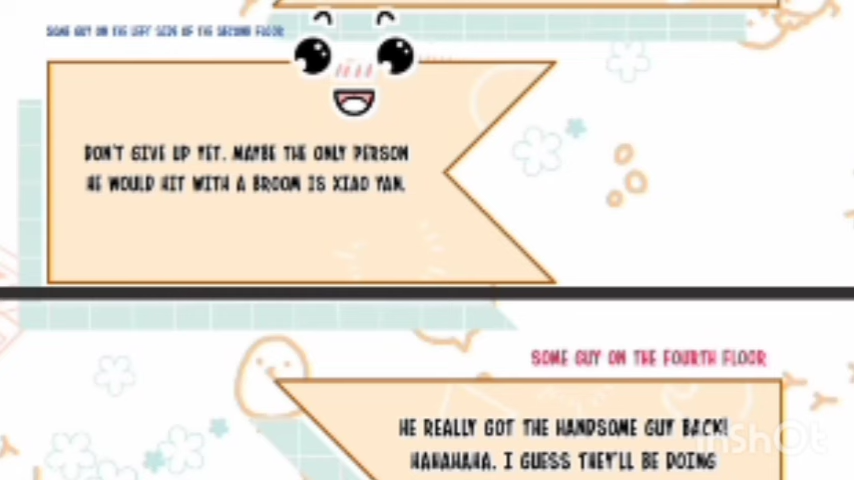 SOME GUY ON THE LEFT SIDE OF THE SECOND FLOOR
DON'T GIVE UP YET. MAYBE THE ONLY PERSON
HE WOULD HIT WITH A BROOM IS XIAO YAN.
SOME GUY ON THE FOURTH FLOOR
HE REALLY GOT THE HANDSOME GUY BACK!
HAHAHAHA. I GUESS THEY'LL BE DOING
InShOt